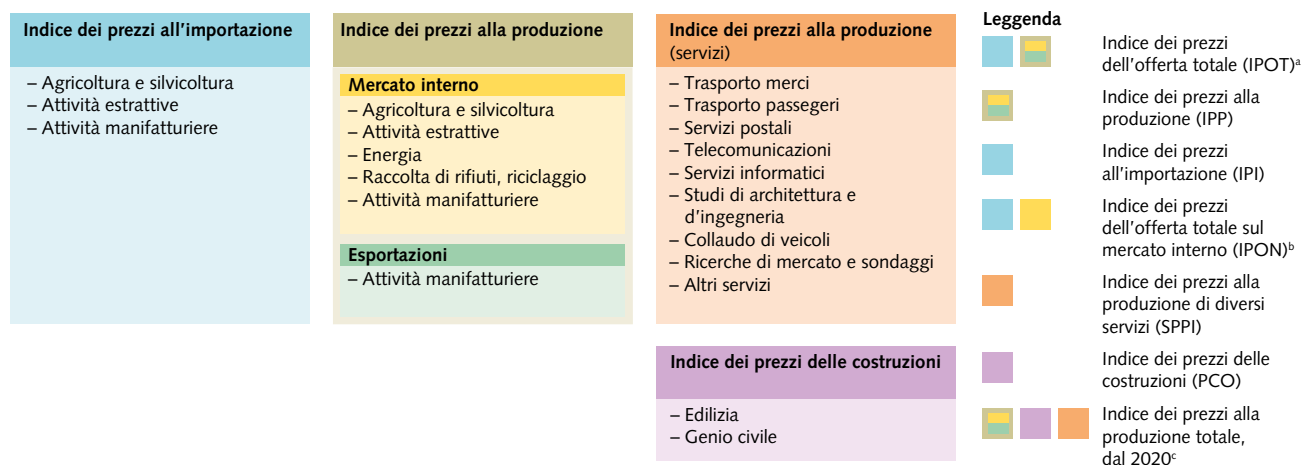 Indice dei prezzi all'importazione
– Agricoltura e silvicoltura
– Attività estrattive
– Attività manifatturiere
Indice dei prezzi alla produzione
Mercato interno
– Agricoltura e silvicoltura
– Attività estrattive
– Energia
– Raccolta di rifiuti, riciclaggio
– Attività manifatturiere
Esportazioni
– Attività manifatturiere
Indice dei prezzi alla produzione
(servizi)
– Trasporto merci
– Trasporto passegeri
– Servizi postali
– Telecomunicazioni
– Servizi informatici
– Studi di architettura e
d'ingegneria
– Collaudo di veicoli
– Ricerche di mercato e sondaggi
– Altri servizi
Indice dei prezzi delle costruzioni
– Edilizia
– Genio civile
Leggenda
Indice dei prezzi
dell'offerta totale (IPOT)ᵃ
Indice dei prezzi alla
produzione (IPP)
Indice dei prezzi
all'importazione (IPI)
Indice dei prezzi
dell'offerta totale sul
mercato interno (IPON)ᵇ
Indice dei prezzi alla
produzione di diversi
servizi (SPPI)
Indice dei prezzi delle
costruzioni (PCO)
Indice dei prezzi alla
produzione totale,
dal 2020ᶜ